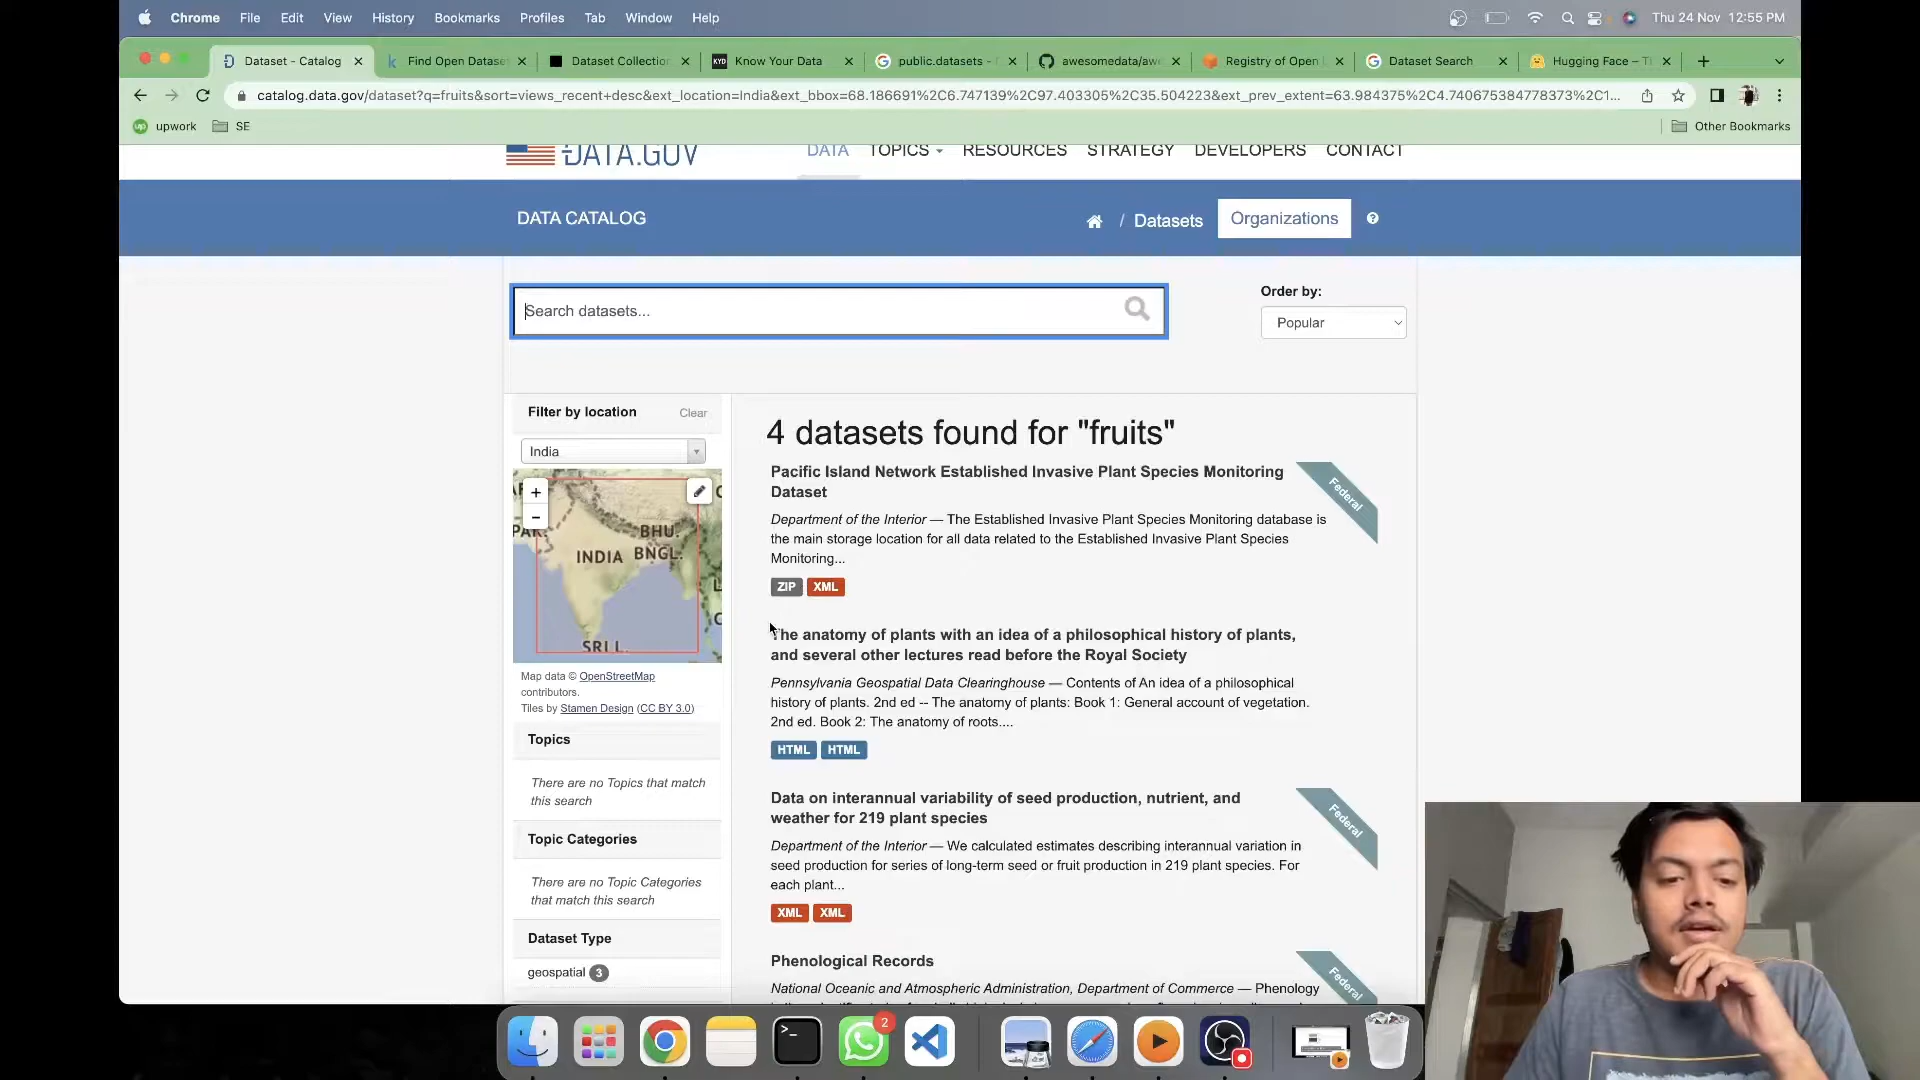 Chrome File Edit View History Bookmarks Profiles Tab Window Help Thu 24 Nov 12:55 PM
Dataset - Catalog Find Open Datase Dataset Collection KYD Know Your Data public.datasets - awesomedata/awe Registry of Open Dataset Search Hugging Face –
catalog.data.gov/dataset?q=fruits&sort=views_recent+desc&ext_location=India&ext_bbox=68.186691%2C6.747139%2C97.403305%2C35.504223&ext_prev_extent=63.984375%2C4.740675384778373%2C1...
up upwork SE Other Bookmarks
DATA.GOV DATA TOPICS RESOURCES STRATEGY DEVELOPERS CONTACT
DATA CATALOG / Datasets Organizations
Order by:
Search datasets...
Popular
Filter by location Clear
India
+
-
BHU.
INDIA BNGL.
SRI L.
Map data © OpenStreetMap
contributors.
Tiles by Stamen Design (CC BY 3.0)
Topics
There are no Topics that match
this search
Topic Categories
There are no Topic Categories
that match this search
Dataset Type
geospatial 3
4 datasets found for "fruits"
Pacific Island Network Established Invasive Plant Species Monitoring
Dataset
Federal
Department of the Interior — The Established Invasive Plant Species Monitoring database is
the main storage location for all data related to the Established Invasive Plant Species
Monitoring...
ZIP XML
The anatomy of plants with an idea of a philosophical history of plants,
and several other lectures read before the Royal Society
Pennsylvania Geospatial Data Clearinghouse — Contents of An idea of a philosophical
history of plants. 2nd ed -- The anatomy of plants: Book 1: General account of vegetation.
2nd ed. Book 2: The anatomy of roots....
HTML HTML
Data on interannual variability of seed production, nutrient, and
weather for 219 plant species
Federal
Department of the Interior — We calculated estimates describing interannual variation in
seed production for series of long-term seed or fruit production in 219 plant species. For
each plant...
XML XML
Phenological Records
Federal
National Oceanic and Atmospheric Administration, Department of Commerce — Phenology
2